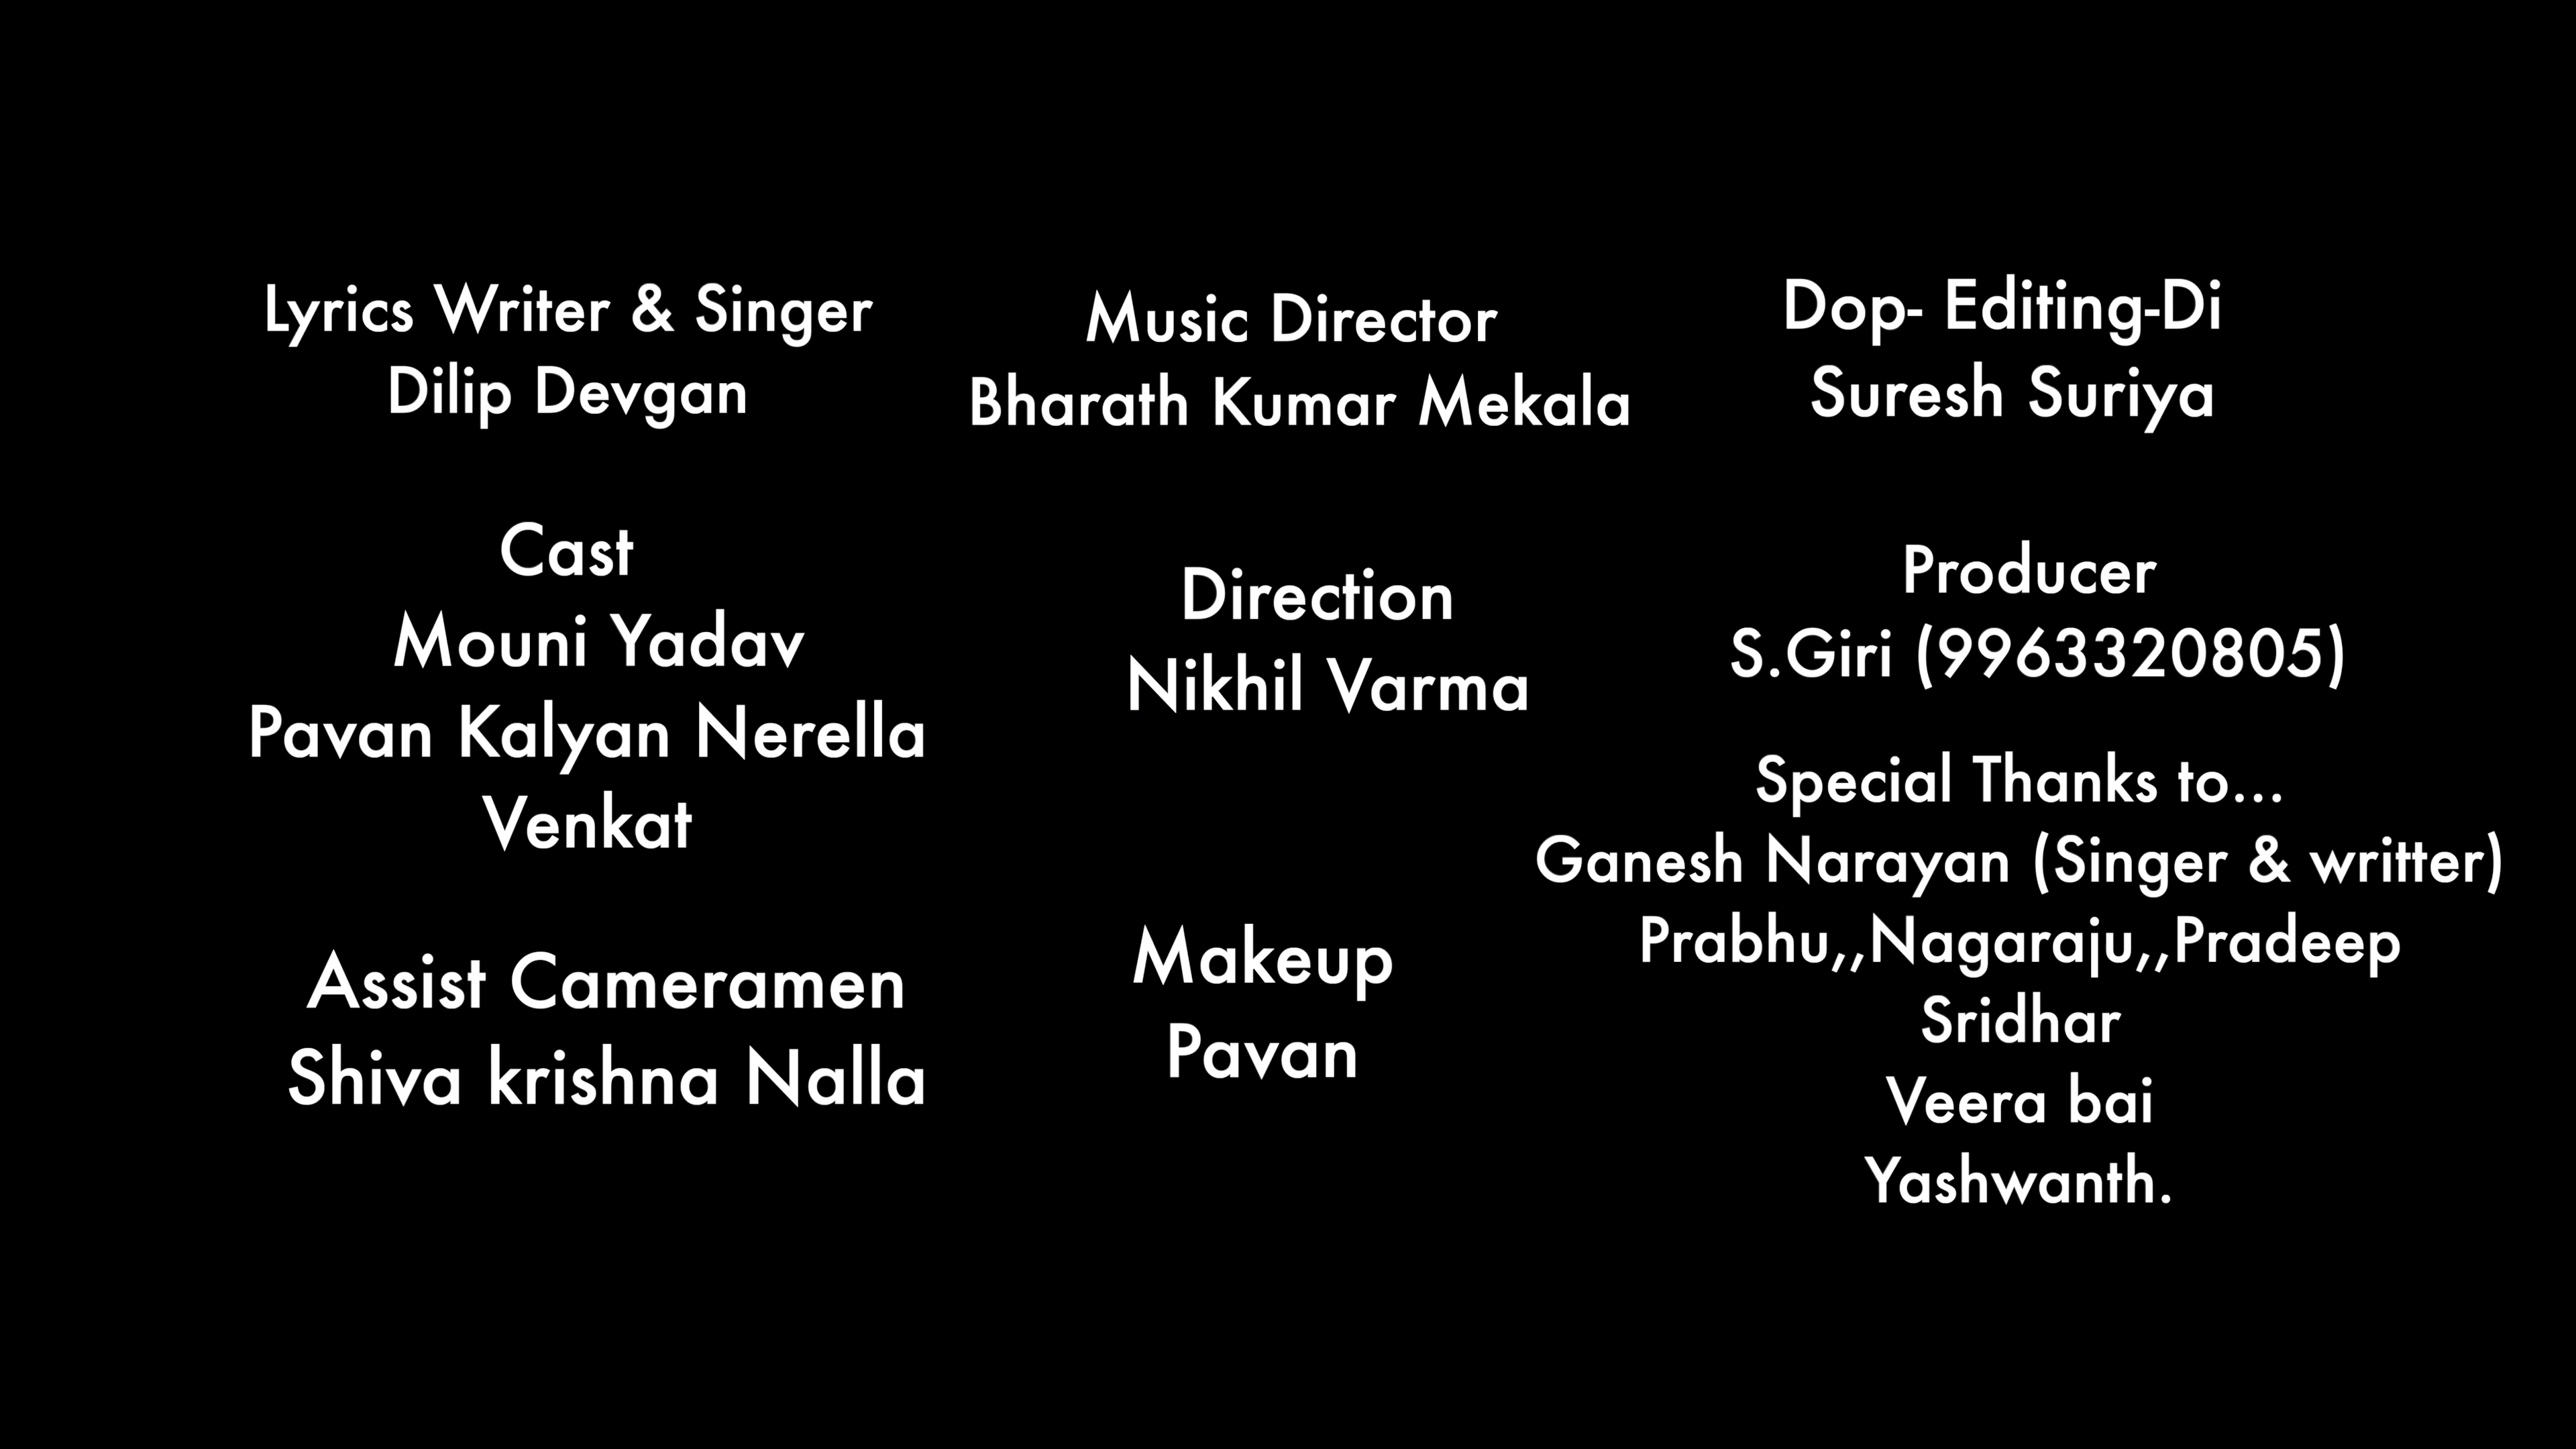 Lyrics Writer & Singer
Dilip Devgan
Music Director
Bharath Kumar Mekala
Dop- Editing-Di
Suresh Suriya
Cast
Mouni Yadav
Pavan Kalyan Nerella
Venkat
Direction
Nikhil Varma
Producer
S.Giri (9963320805)
Assist Cameramen
Shiva krishna Nalla
Makeup
Pavan
Special Thanks to...
Ganesh Narayan (Singer & writter)
Prabhu,,Nagaraju,,Pradeep
Sridhar
Veera bai
Yashwanth.